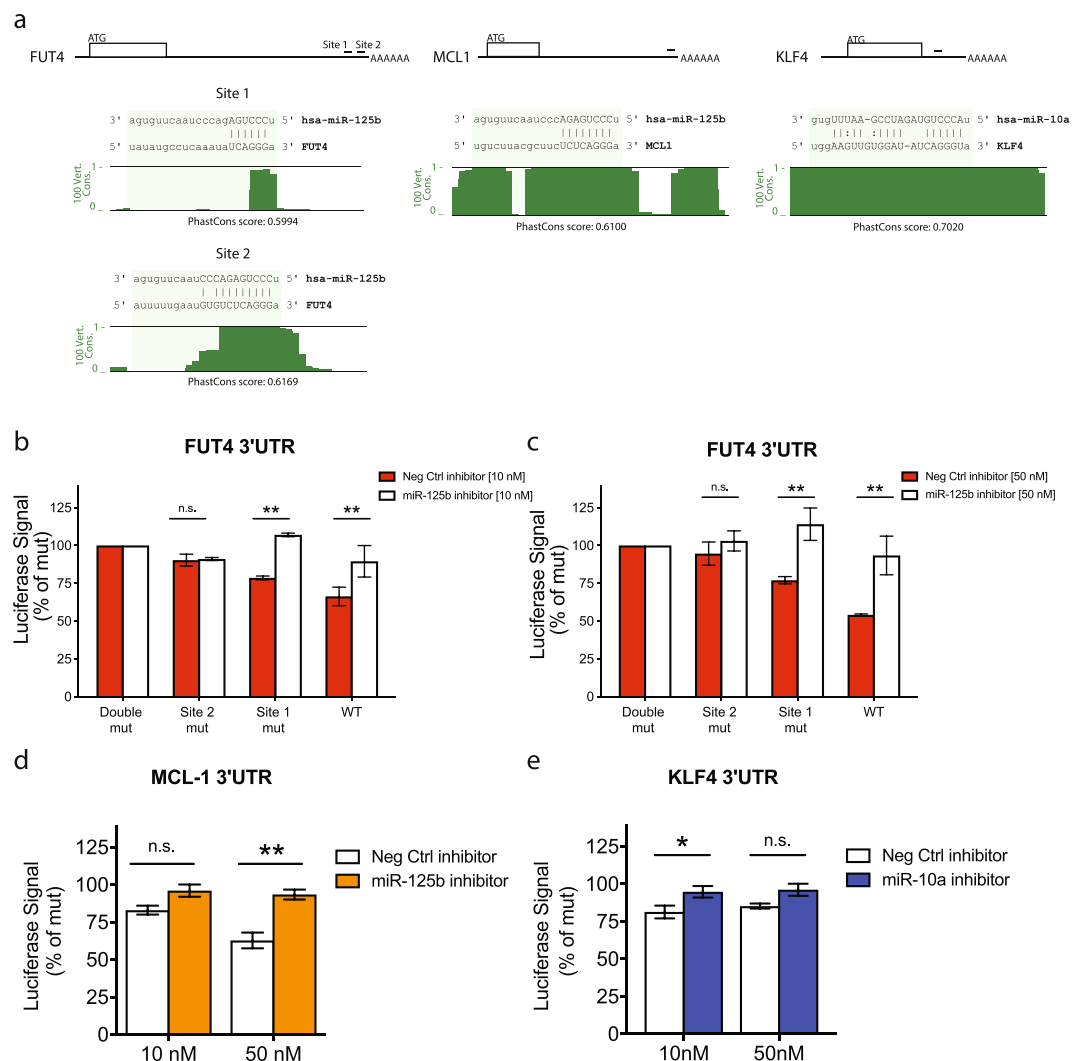 a
ATG
Site 1 Site 2
FUT4
AAAAAA
ATG
MCL1
AAAAAA
ATG
KLF4
AAAAAA
Site 1
3' aguguucaaucccagAGUCCCu 5' hsa-miR-125b
5' uauaugccucaaauaUCAGGGa 3' FUT4
100 Vert. Cons.
1
0
PhastCons score: 0.5994
3' aguguucaaucccagAGUCCCu 5' hsa-miR-125b
5' ugucuuacgcuucUCUCAGGGa 3' MCL1
100 Vert. Cons.
1
0
PhastCons score: 0.6100
3' gugUUUAA-GCCUAGAUGUCCCAu 5' hsa-miR-10a
5' uggAAGUUGUGGAU-AUCAGGGUa 3' KLF4
100 Vert. Cons.
1
0
PhastCons score: 0.7020
Site 2
3' aguguucaauCCCAGAGUCCCu 5' hsa-miR-125b
5' auuuuugaauGUGUCUCAGGGa 3' FUT4
100 Vert. Cons.
1
0
PhastCons score: 0.6169
b
FUT4 3'UTR
Neg Ctrl inhibitor [10 nM]
miR-125b inhibitor [10 nM]
Luciferase Signal
(% of mut)
125
100
75
50
25
0
n.s.
**
**
Double mut
Site 2 mut
Site 1 mut
WT
c
FUT4 3'UTR
Neg Ctrl inhibitor [50 nM]
miR-125b inhibitor [50 nM]
Luciferase Signal
(% of mut)
125
100
75
50
25
0
n.s.
**
**
Double mut
Site 2 mut
Site 1 mut
WT
d
MCL-1 3'UTR
Neg Ctrl inhibitor
miR-125b inhibitor
Luciferase Signal
(% of mut)
125
100
75
50
25
0
n.s.
**
10 nM
50 nM
e
KLF4 3'UTR
Neg Ctrl inhibitor
miR-10a inhibitor
Luciferase Signal
(% of mut)
125
100
75
50
25
0
*
n.s.
10nM
50nM